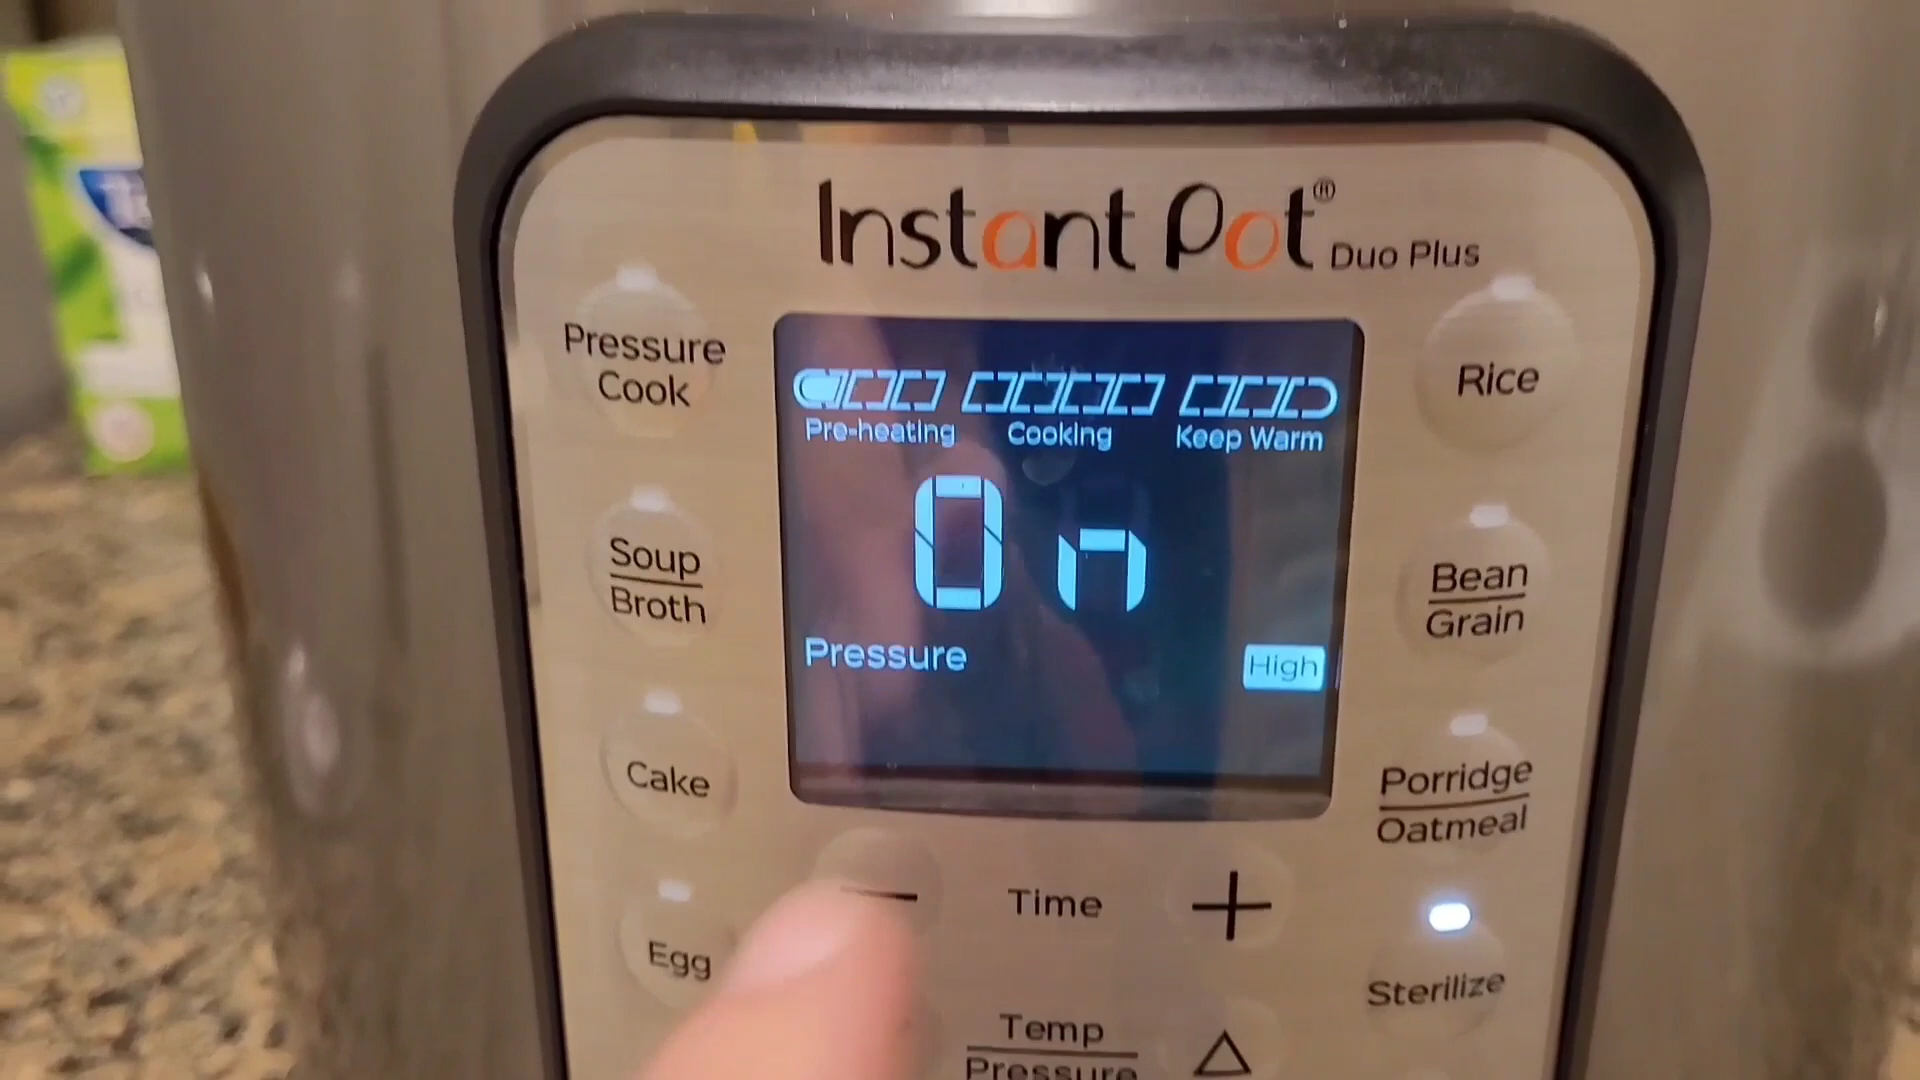 Instant Pot® Duo Plus
Pressure
Cook
Soup
Broth
Cake
Egg
Pre-heating Cooking Keep Warm
On
Pressure High
Rice
Bean
Grain
Porridge
Oatmeal
Sterilize
− Time +
Temp
Pressure